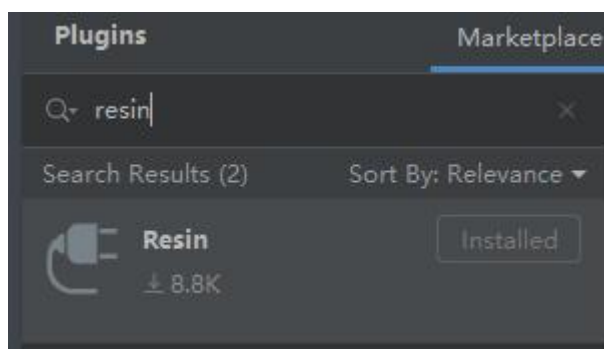 Plugins Marketplace
resin
Search Results (2) Sort By: Relevance
Resin Installed
8.8K